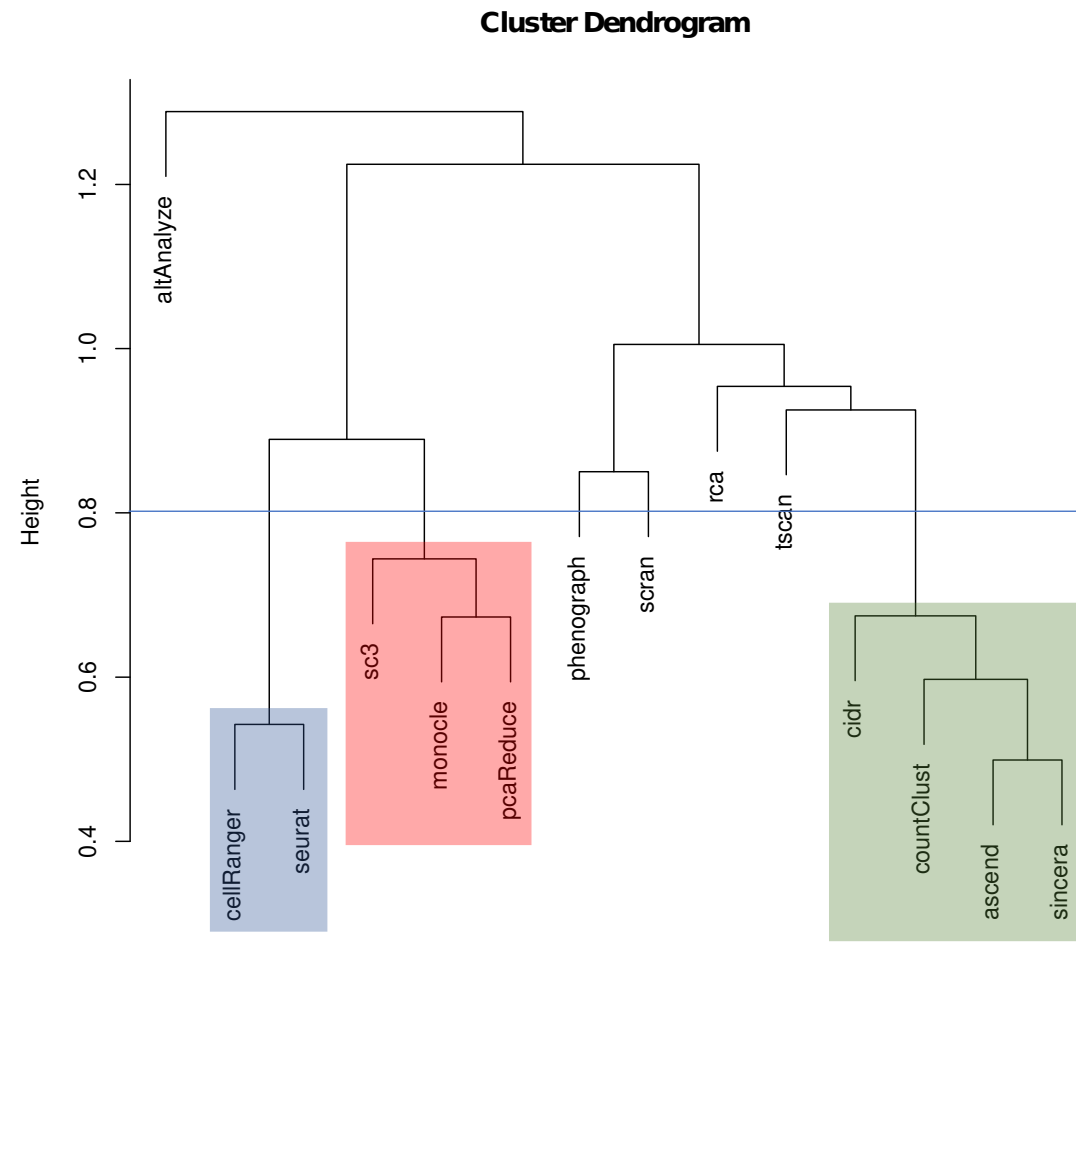 Cluster Dendrogram
Height
1.2
1.0
0.8
0.6
0.4
altAnalyze
cellRanger
seurat
sc3
monocle
pcaReduce
phenograph
scran
rca
tscan
cidr
countClust
ascend
sincera